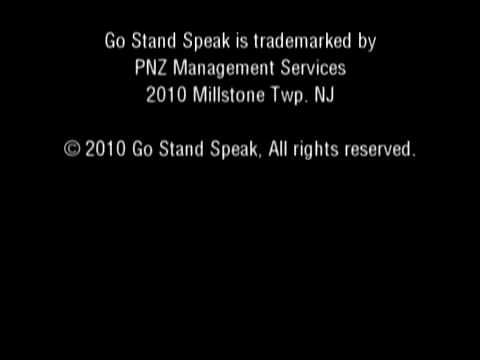 Go Stand Speak is trademarked by
PNZ Management Services
2010 Millstone Twp. NJ
© 2010 Go Stand Speak, All rights reserved.